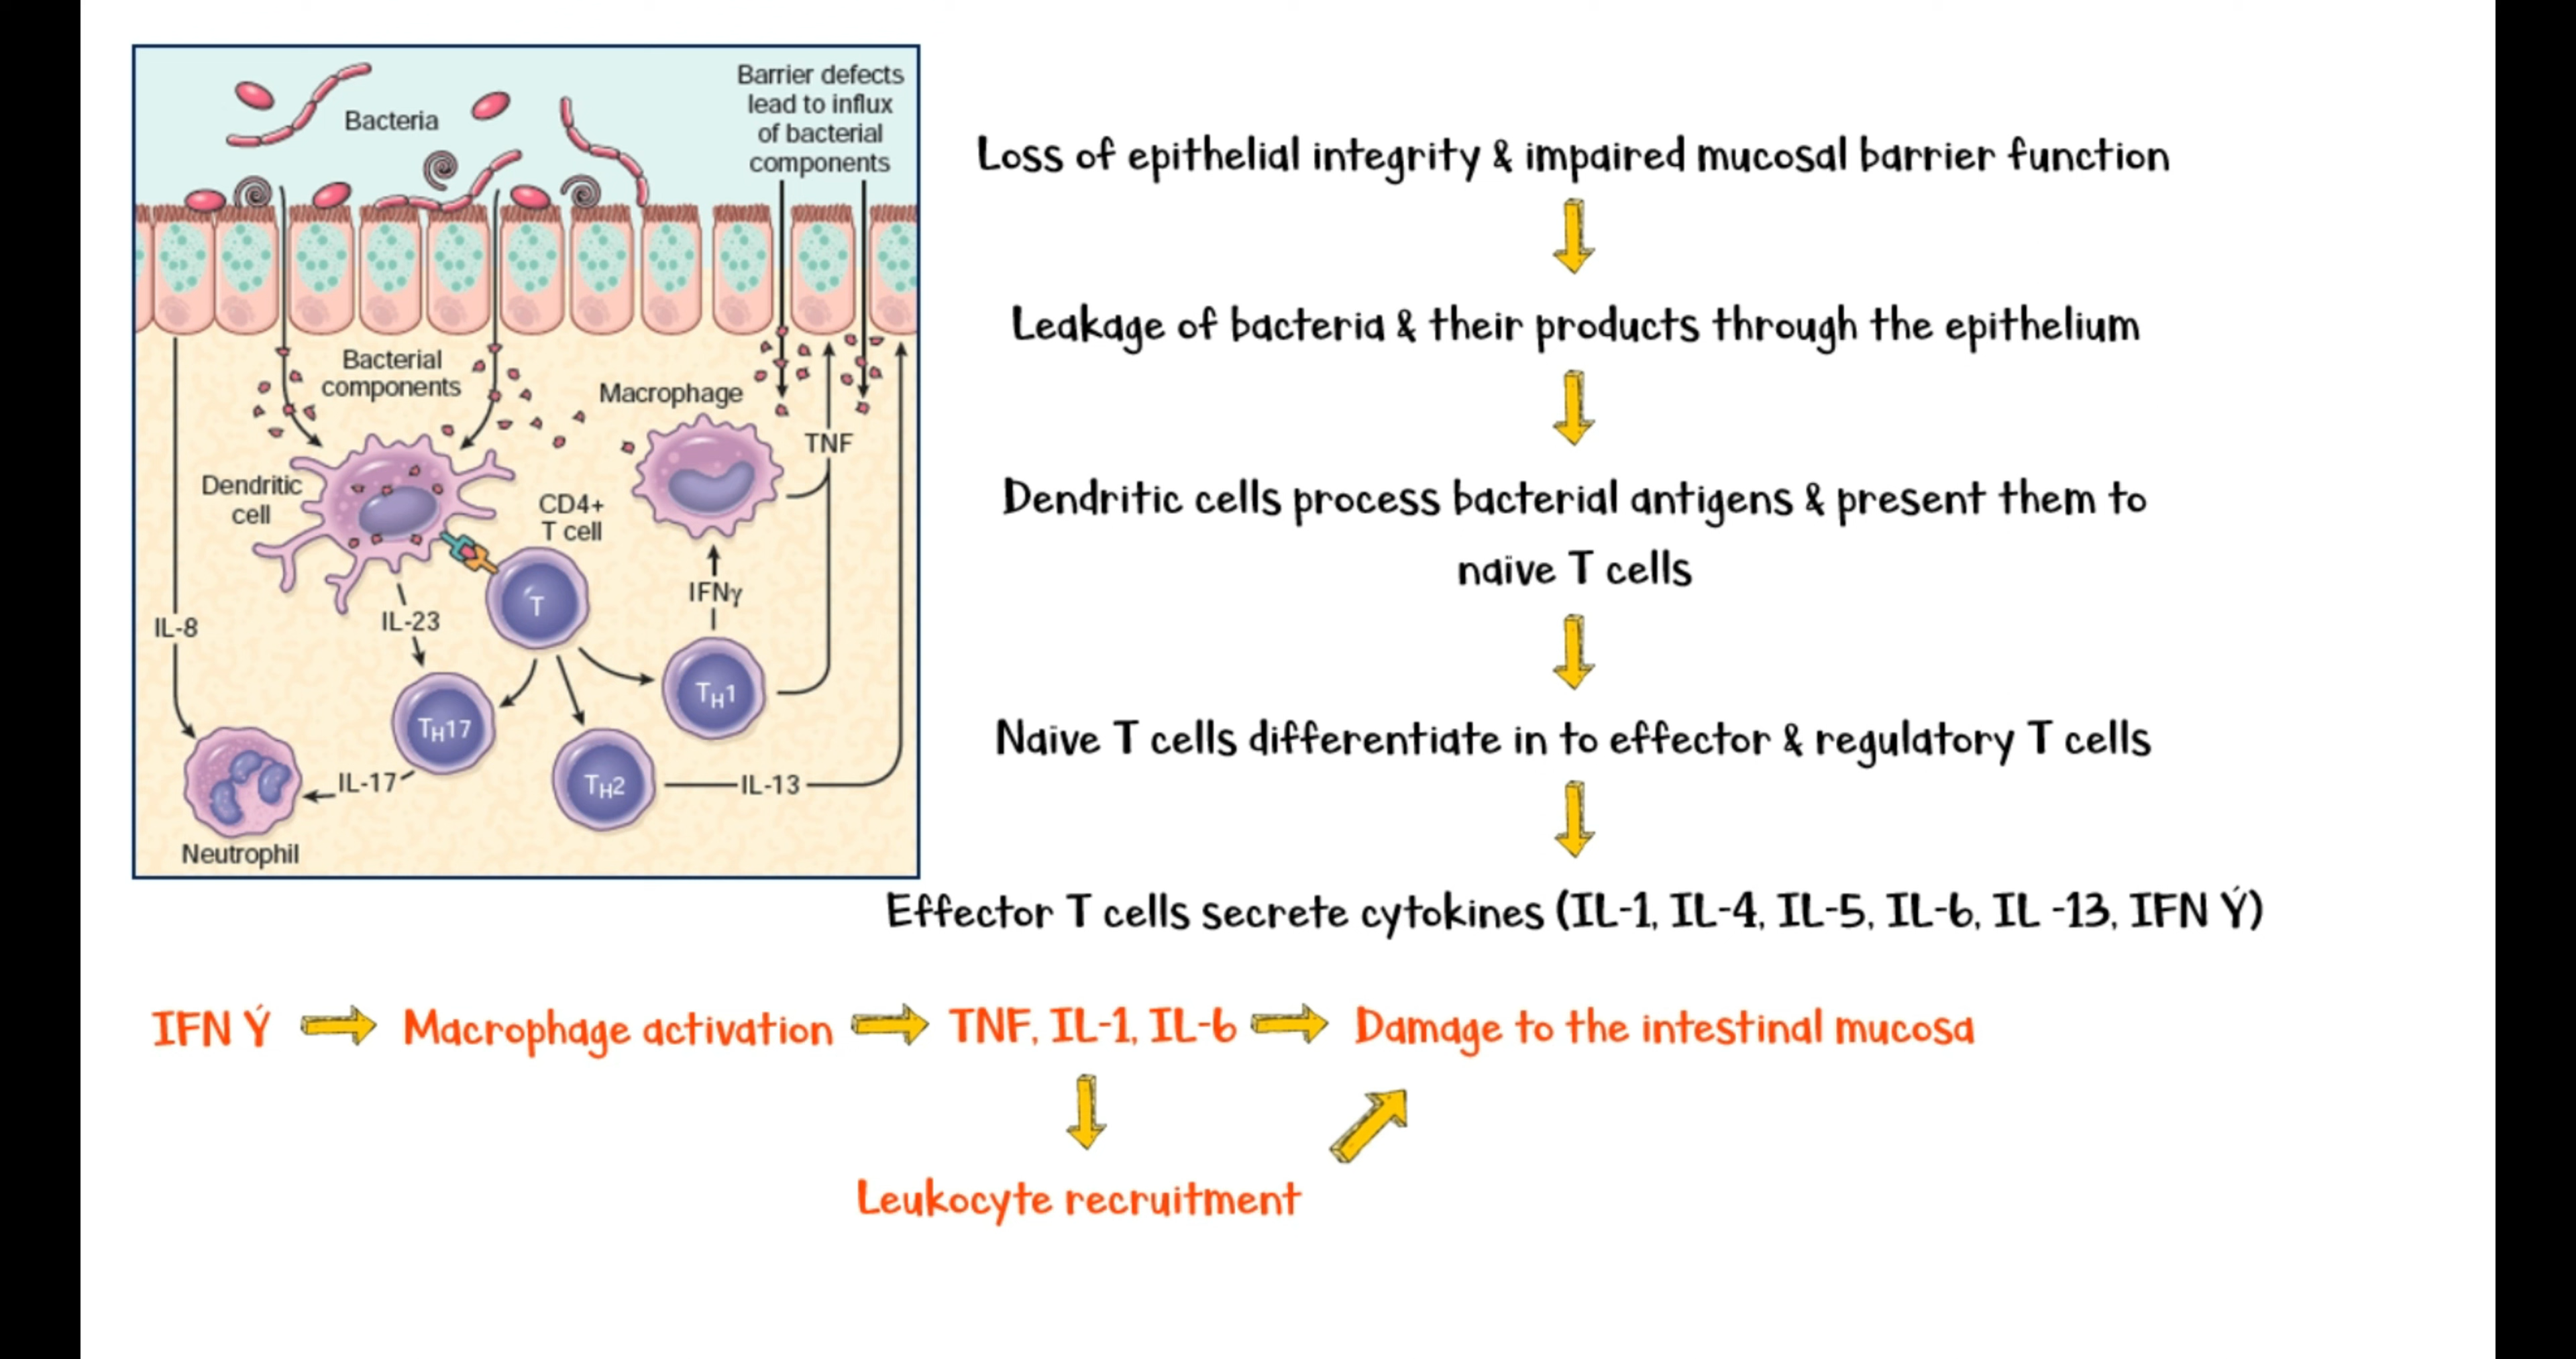 Bacteria
Barrier defects
lead to influx
of bacterial
components
Bacterial
components
Macrophage
TNF
Dendritic
cell
CD4+
T cell
T
IFNγ
IL-8
IL-23
TH1
TH17
TH2
IL-13
IL-17
Neutrophil
Loss of epithelial integrity & impaired mucosal barrier function
Leakage of bacteria & their products through the epithelium
Dendritic cells process bacterial antigens & present them to
naive T cells
Naive T cells differentiate in to effector & regulatory T cells
Effector T cells secrete cytokines (IL-1, IL-4, IL-5, IL-6, IL -13, IFN Ý)
IFN Ý
Macrophage activation
TNF, IL-1, IL-6
Damage to the intestinal mucosa
Leukocyte recruitment